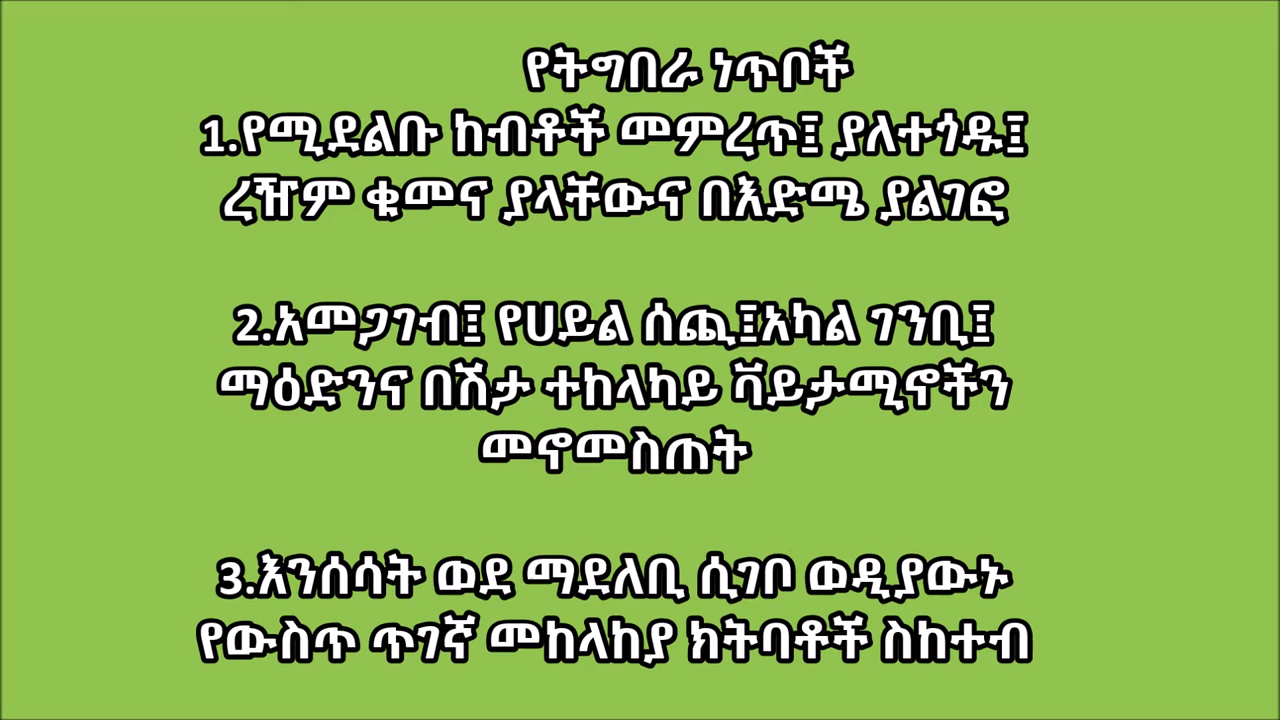 የትግበራ ነጥቦች
1.የሚደልቡ ከብቶች መምረጥ፤ ያለተጎዱ፤
ረዥም ቁመና ያላቸውና በእድሜ ያልገፎ
2.አመጋገብ፤ የሀይል ሰጪ፤አካል ገንቢ፤
ማዕድንና በሽታ ተከላካይ ቫይታሚኖችን
መኖመስጠት
3.እንሰሳት ወደ ማደለቢ ሲገቦ ወዲያውኑ
የውስጥ ጥገኛ መከላከያ ክትባቶች ስከተብ